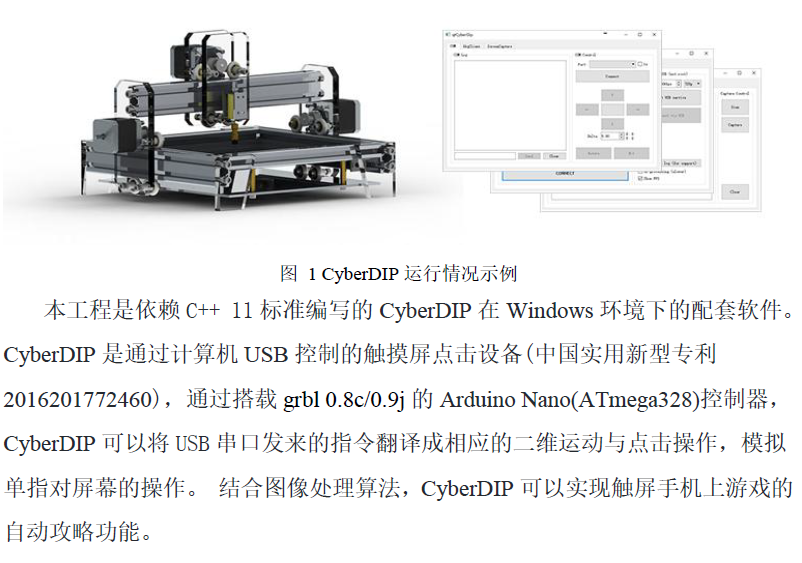 qtCyberDip
Connect
Capture
Clear
CONNECT
图 1 CyberDIP 运行情况示例
本工程是依赖 C++ 11 标准编写的 CyberDIP 在 Windows 环境下的配套软件。
CyberDIP 是通过计算机 USB 控制的触摸屏点击设备(中国实用新型专利
2016201772460)，通过搭载 grbl 0.8c/0.9j 的 Arduino Nano(ATmega328)控制器，
CyberDIP 可以将 USB 串口发来的指令翻译成相应的二维运动与点击操作，模拟
单指对屏幕的操作。 结合图像处理算法，CyberDIP 可以实现触屏手机上游戏的
自动攻略功能。